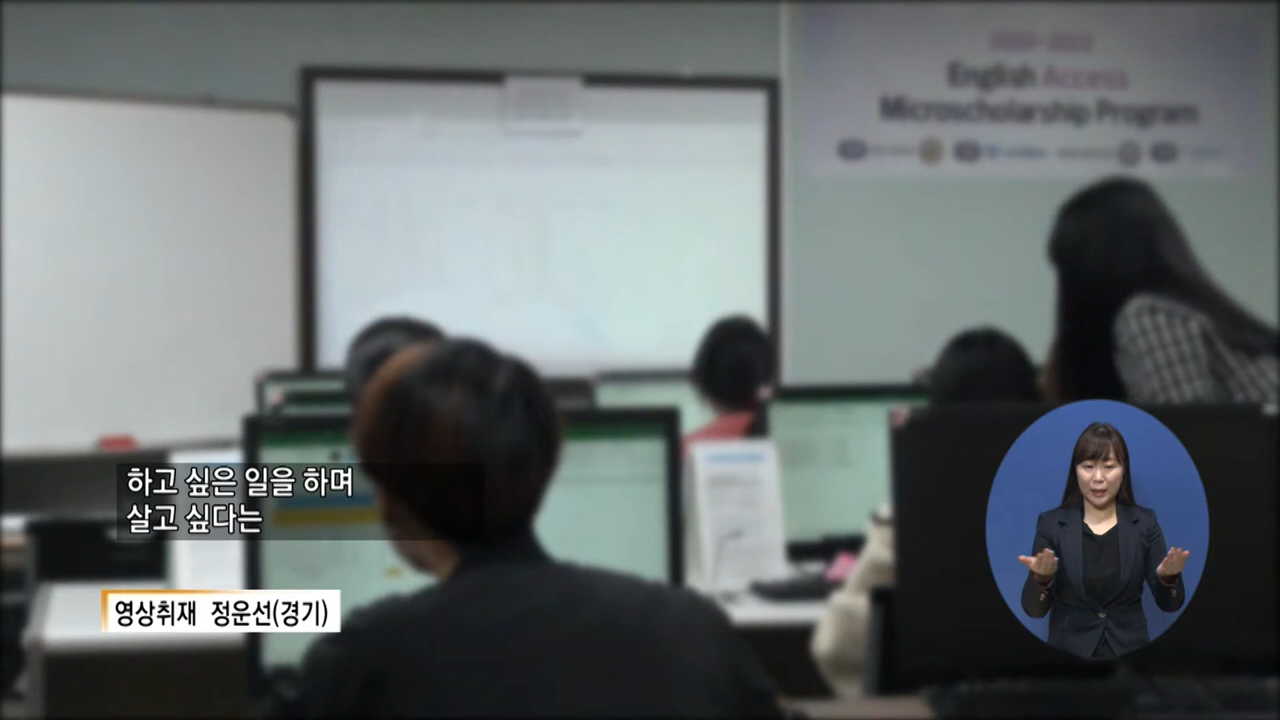 English Access
Microscholarship Program
하고 싶은 일을 하며
살고 싶다는
영상취재 정운선(경기)